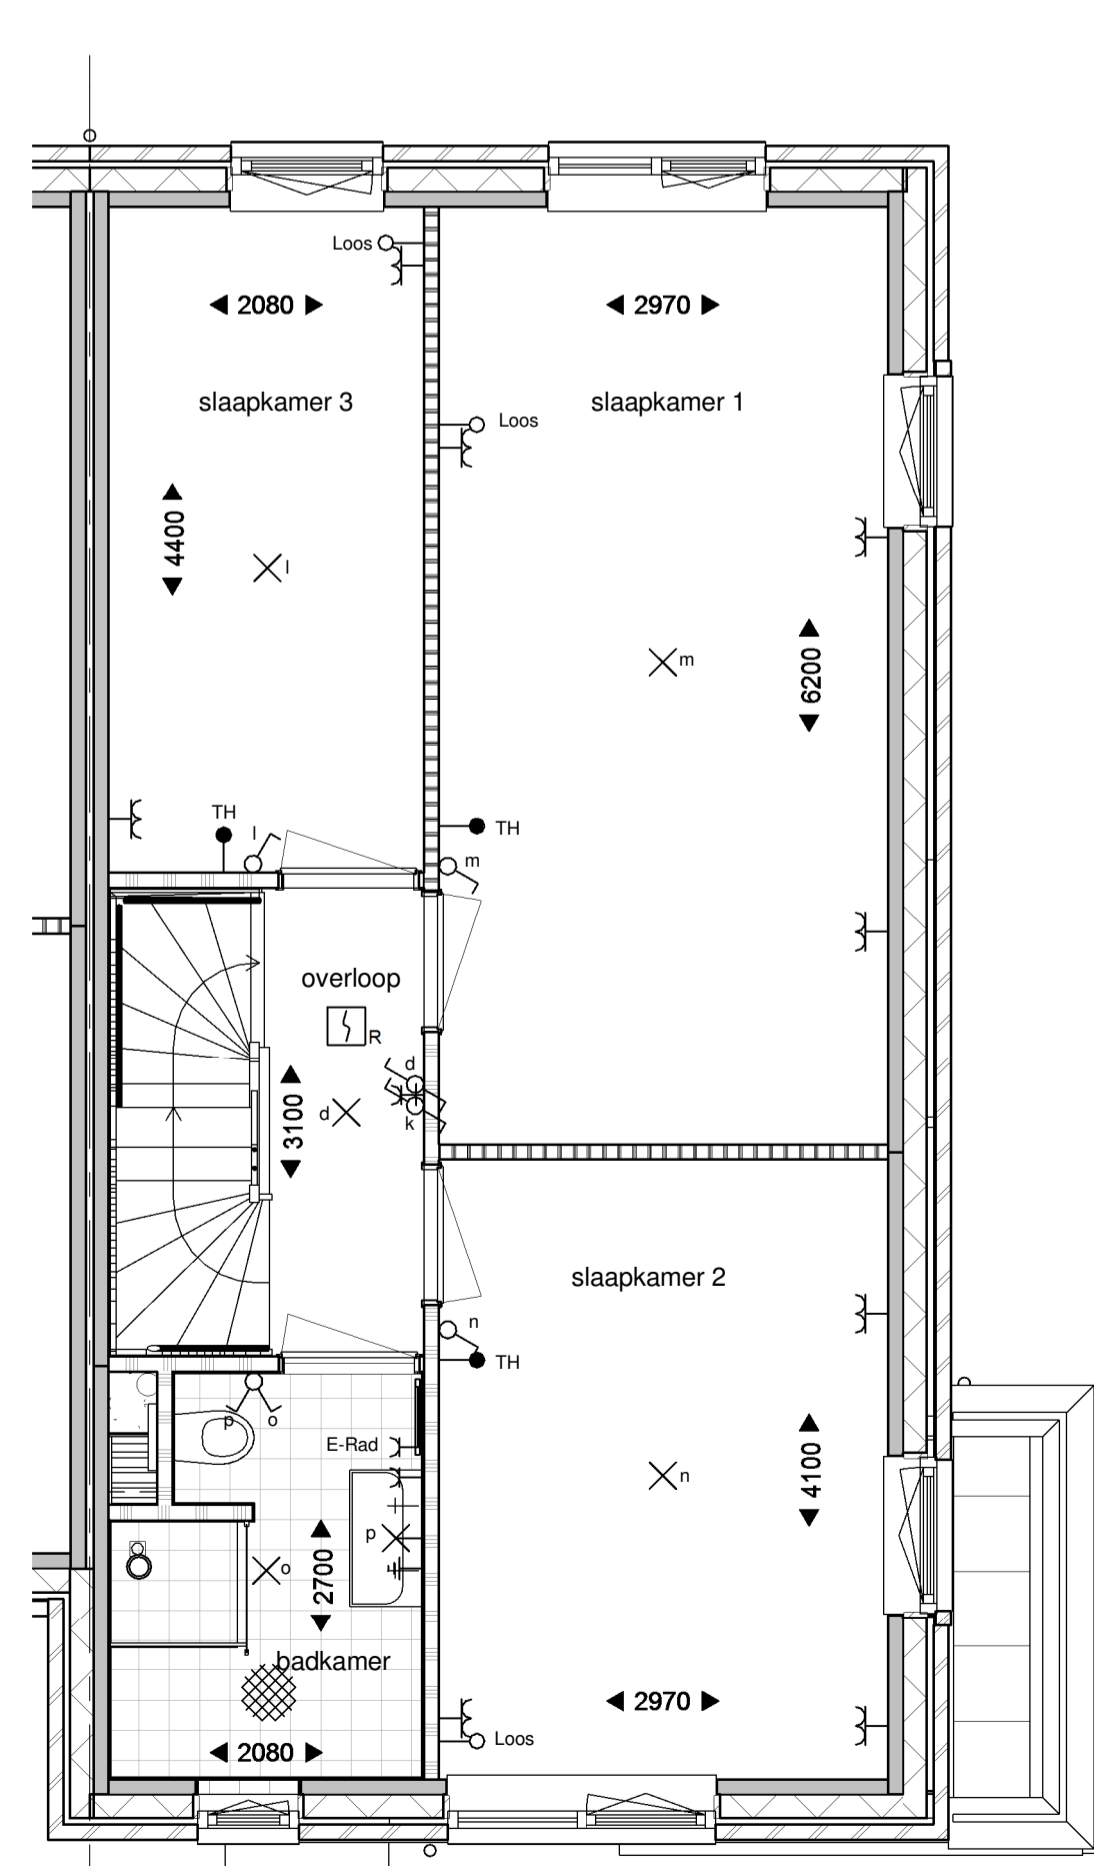 Loos
2080
2970
slaapkamer 3
slaapkamer 1
Loos
4400
l
m
6200
TH
l
TH
m
overloop
R
d
d
k
3100
slaapkamer 2
n
TH
p
o
E-Rad
4100
n
p
o
2700
badkamer
2970
Loos
2080